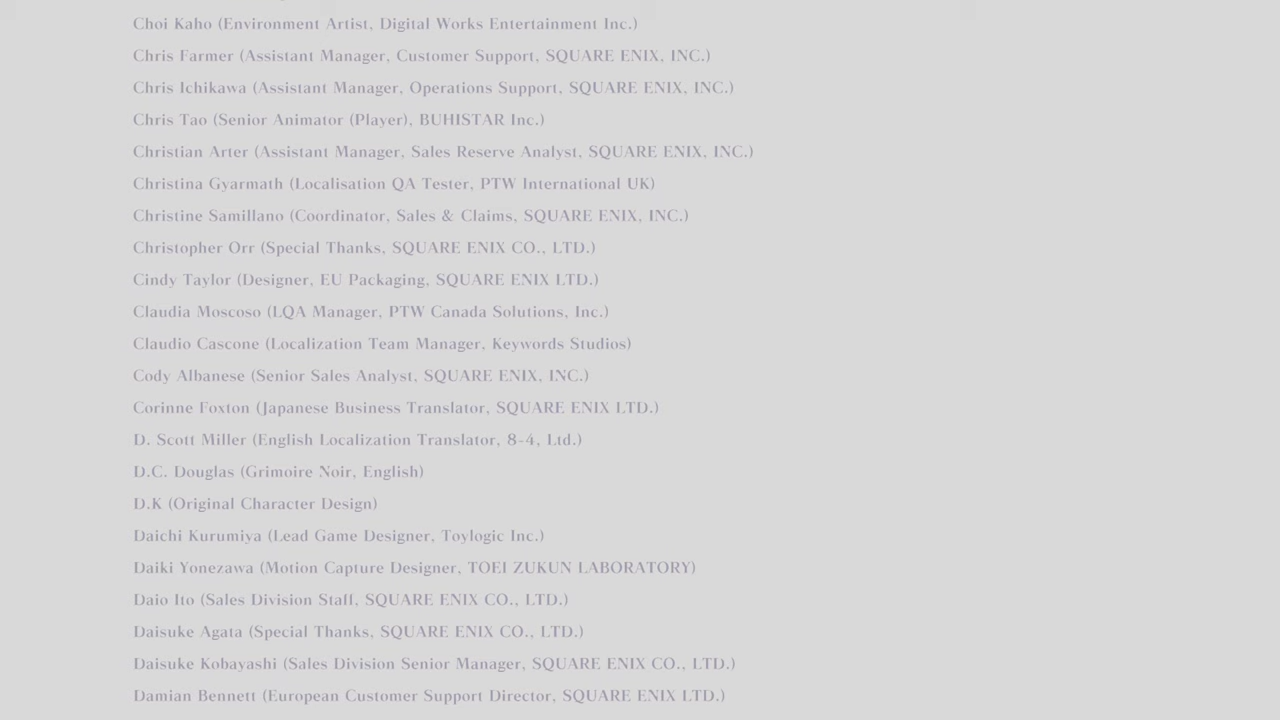 Choi Kaho (Environment Artist, Digital Works Entertainment Inc.)
Chris Farmer (Assistant Manager, Customer Support, SQUARE ENIX, INC.)
Chris Ichikawa (Assistant Manager, Operations Support, SQUARE ENIX, INC.)
Chris Tao (Senior Animator (Player), BUHISTAR Inc.)
Christian Arter (Assistant Manager, Sales Reserve Analyst, SQUARE ENIX, INC.)
Christina Gyarmath (Localisation QA Tester, PTW International UK)
Christine Samillano (Coordinator, Sales & Claims, SQUARE ENIX, INC.)
Christopher Orr (Special Thanks, SQUARE ENIX CO., LTD.)
Cindy Taylor (Designer, EU Packaging, SQUARE ENIX LTD.)
Claudia Moscoso (LQA Manager, PTW Canada Solutions, Inc.)
Claudio Cascone (Localization Team Manager, Keywords Studios)
Cody Albanese (Senior Sales Analyst, SQUARE ENIX, INC.)
Corinne Foxton (Japanese Business Translator, SQUARE ENIX LTD.)
D. Scott Miller (English Localization Translator, 8-4, Ltd.)
D.C. Douglas (Grimoire Noir, English)
D.K (Original Character Design)
Daichi Kurumiya (Lead Game Designer, Toylogic Inc.)
Daiki Yonezawa (Motion Capture Designer, TOEI ZUKUN LABORATORY)
Daio Ito (Sales Division Staff, SQUARE ENIX CO., LTD.)
Daisuke Agata (Special Thanks, SQUARE ENIX CO., LTD.)
Daisuke Kobayashi (Sales Division Senior Manager, SQUARE ENIX CO., LTD.)
Damian Bennett (European Customer Support Director, SQUARE ENIX LTD.)